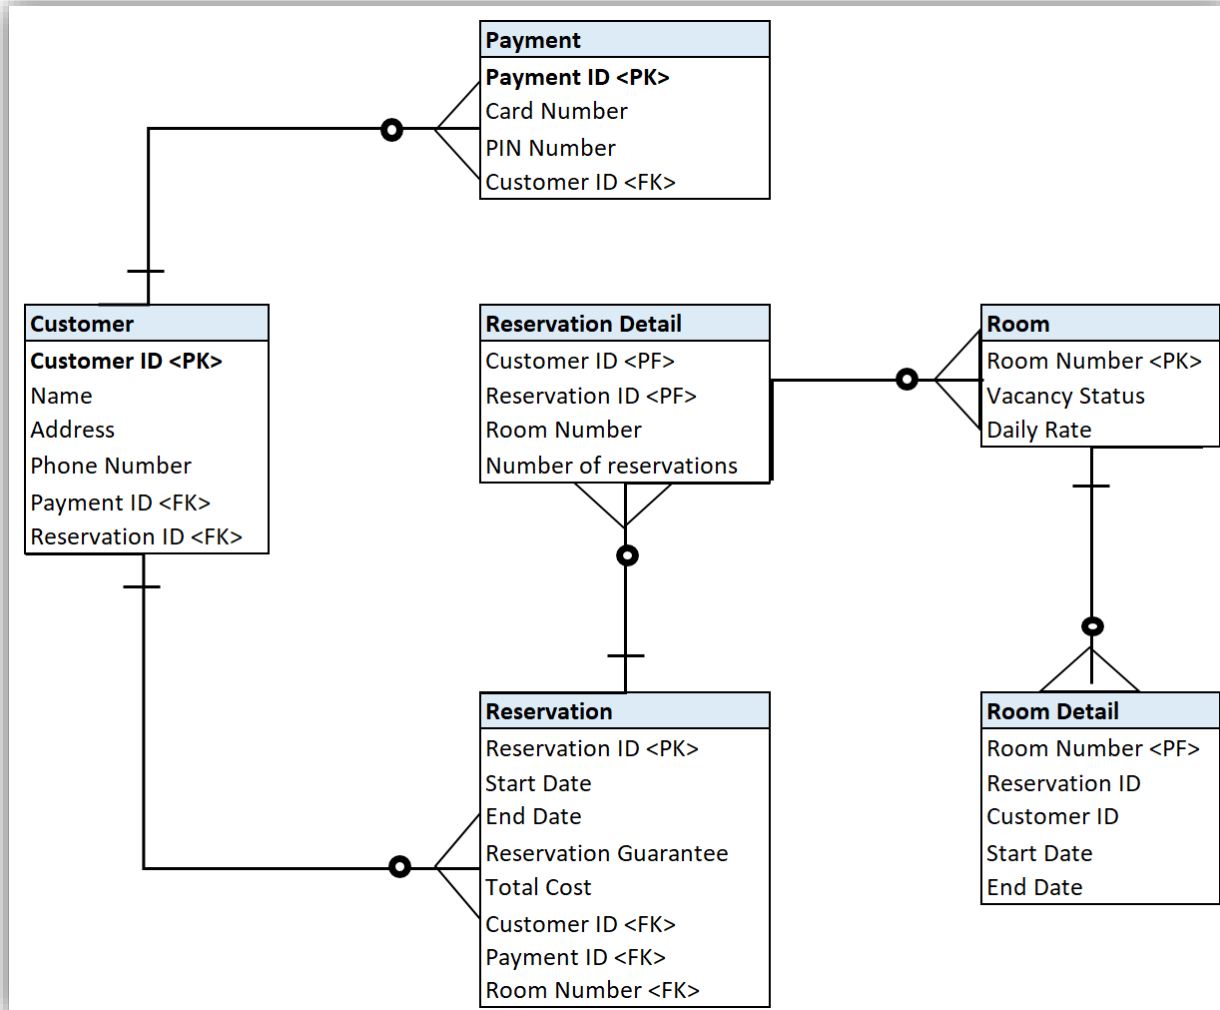 Payment
Payment ID <PK>
Card Number
PIN Number
Customer ID <FK>
Customer
Customer ID <PK>
Name
Address
Phone Number
Payment ID <FK>
Reservation ID <FK>
Reservation Detail
Customer ID <PF>
Reservation ID <PF>
Room Number
Number of reservations
Room
Room Number <PK>
Vacancy Status
Daily Rate
Reservation
Reservation ID <PK>
Start Date
End Date
Reservation Guarantee
Total Cost
Customer ID <FK>
Payment ID <FK>
Room Number <FK>
Room Detail
Room Number <PF>
Reservation ID
Customer ID
Start Date
End Date